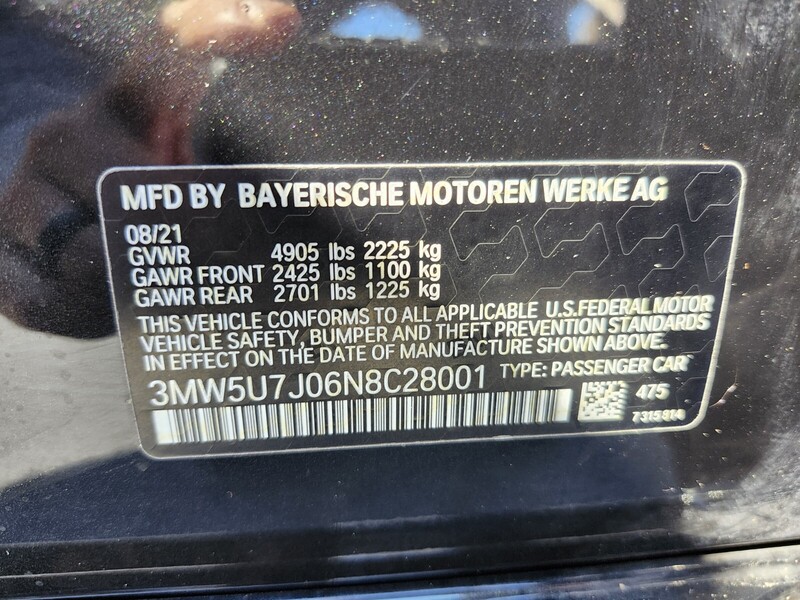 MFD BY BAYERISCHE MOTOREN WERKE AG
08/21
GVWR 4905 lbs 2225 kg
GAWR FRONT 2425 lbs 1100 kg
GAWR REAR 2701 lbs 1225 kg
THIS VEHICLE CONFORMS TO ALL APPLICABLE U.S.FEDERAL MOTOR
VEHICLE SAFETY, BUMPER AND THEFT PREVENTION STANDARDS
IN EFFECT ON THE DATE OF MANUFACTURE SHOWN ABOVE.
3MW5U7J06N8C28001 TYPE: PASSENGER CAR
475
7315914